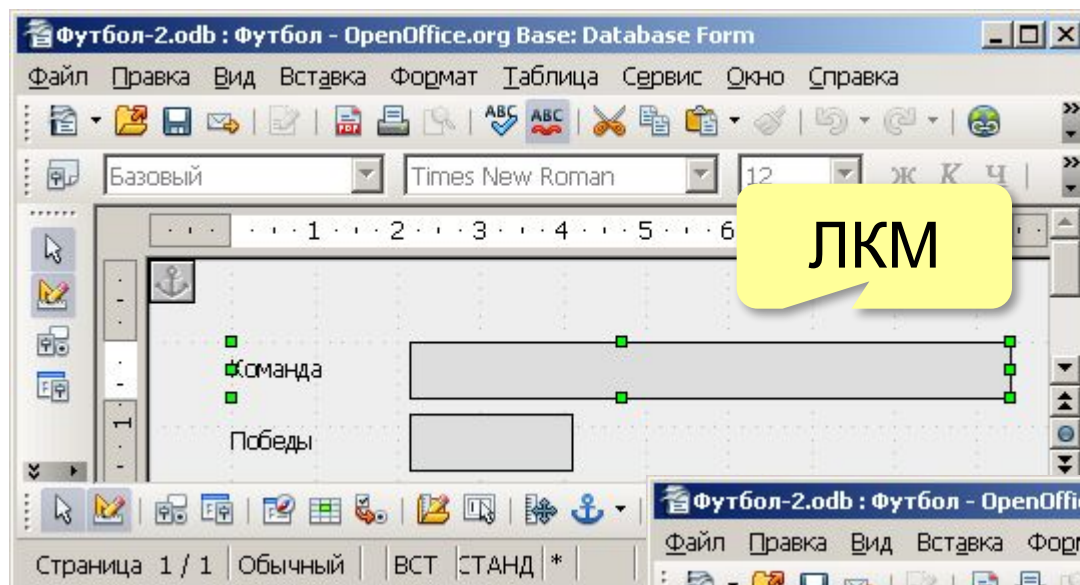 Футбол-2.odb : Футбол - OpenOffice.org Base: Database Form
Файл Правка Вид Вставка Формат Таблица Сервис Окно Справка
Базовый Times New Roman 12 Ж К Ч
1 2 3 4 5 6
ЛКМ
Команда
Победы
1
Футбол-2.odb : Футбол - OpenOffi
Файл Правка Вид Вставка Форм
Страница 1 / 1 Обычный ВСТ СТАНД *